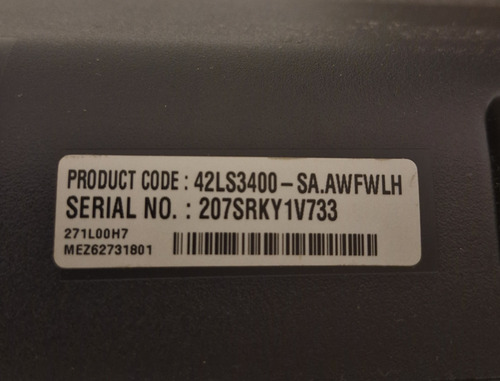 PRODUCT CODE : 42LS3400-SA.AWFWLH
SERIAL NO. : 207SRKY1V733
271L00H7
MEZ62731801